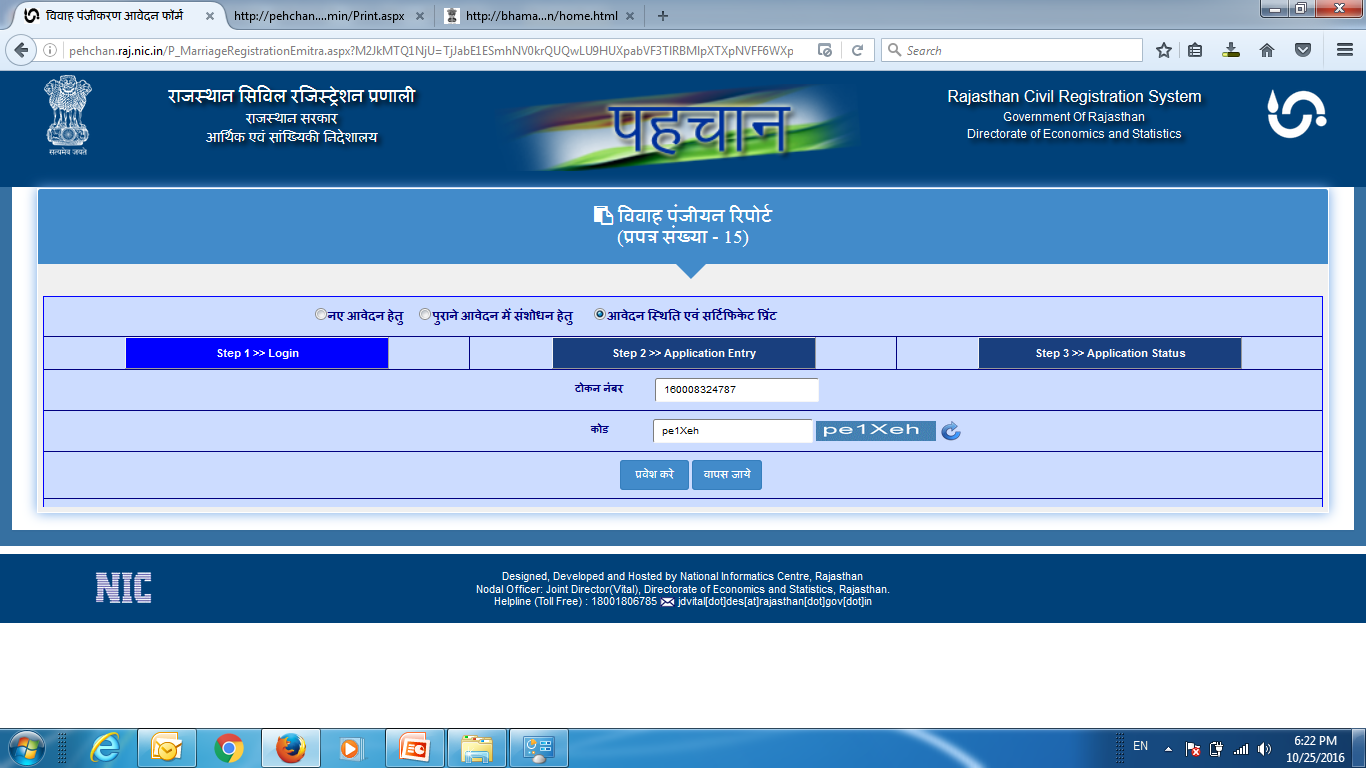 विवाह पंजीकरण आवेदन फॉर्म
http://pehchan....min/Print.aspx
http://bhama...n/home.html
pehchan.raj.nic.in/P_MarriageRegistrationEmitra.aspx?M2JkMTQ1NjU=TjJabE1ESmhNV0krQUQwLU9HUXpabVF3TlRBMlpXTXpNVFF6WXp
Search
राजस्थान सिविल रजिस्ट्रेशन प्रणाली
राजस्थान सरकार
आर्थिक एवं सांख्यिकी निदेशालय
सत्यमेव जयते
पहचान
Rajasthan Civil Registration System
Government Of Rajasthan
Directorate of Economics and Statistics
विवाह पंजीयन रिपोर्ट
(प्रपत्र संख्या - 15)
नए आवेदन हेतु पुराने आवेदन में संशोधन हेतु आवेदन स्थिति एवं सर्टिफिकेट प्रिंट
Step 1 >> Login Step 2 >> Application Entry Step 3 >> Application Status
टोकन नंबर 160008324787
कोड pe1Xeh pe1Xeh
प्रवेश करे वापस जाये
NIC
Designed, Developed and Hosted by National Informatics Centre, Rajasthan
Nodal Officer: Joint Director(Vital), Directorate of Economics and Statistics, Rajasthan.
Helpline (Toll Free) : 18001806785 jdvital[dot]des[at]rajasthan[dot]gov[dot]in
EN
6:22 PM
10/25/2016